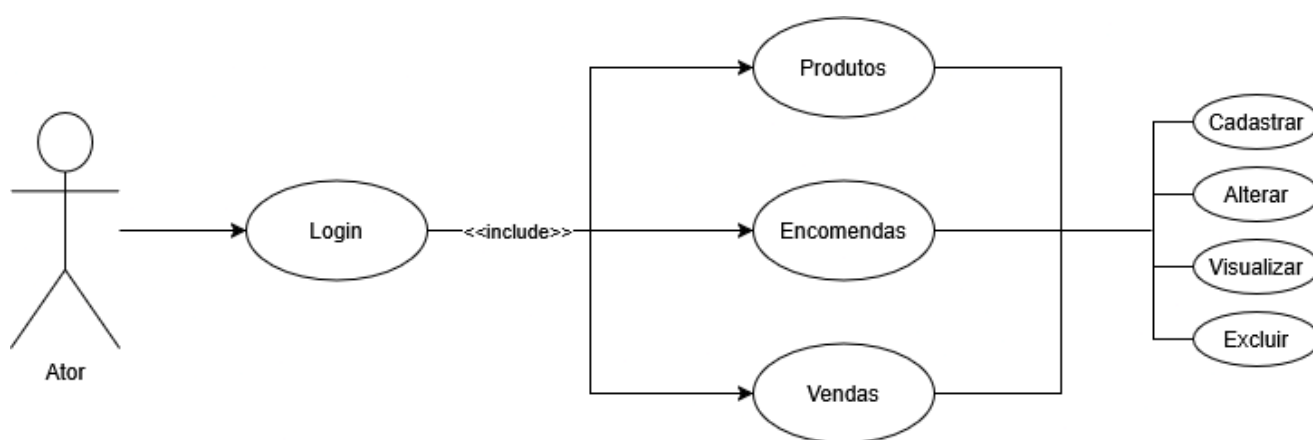 Ator
Login
<<include>>
Produtos
Encomendas
Vendas
Cadastrar
Alterar
Visualizar
Excluir